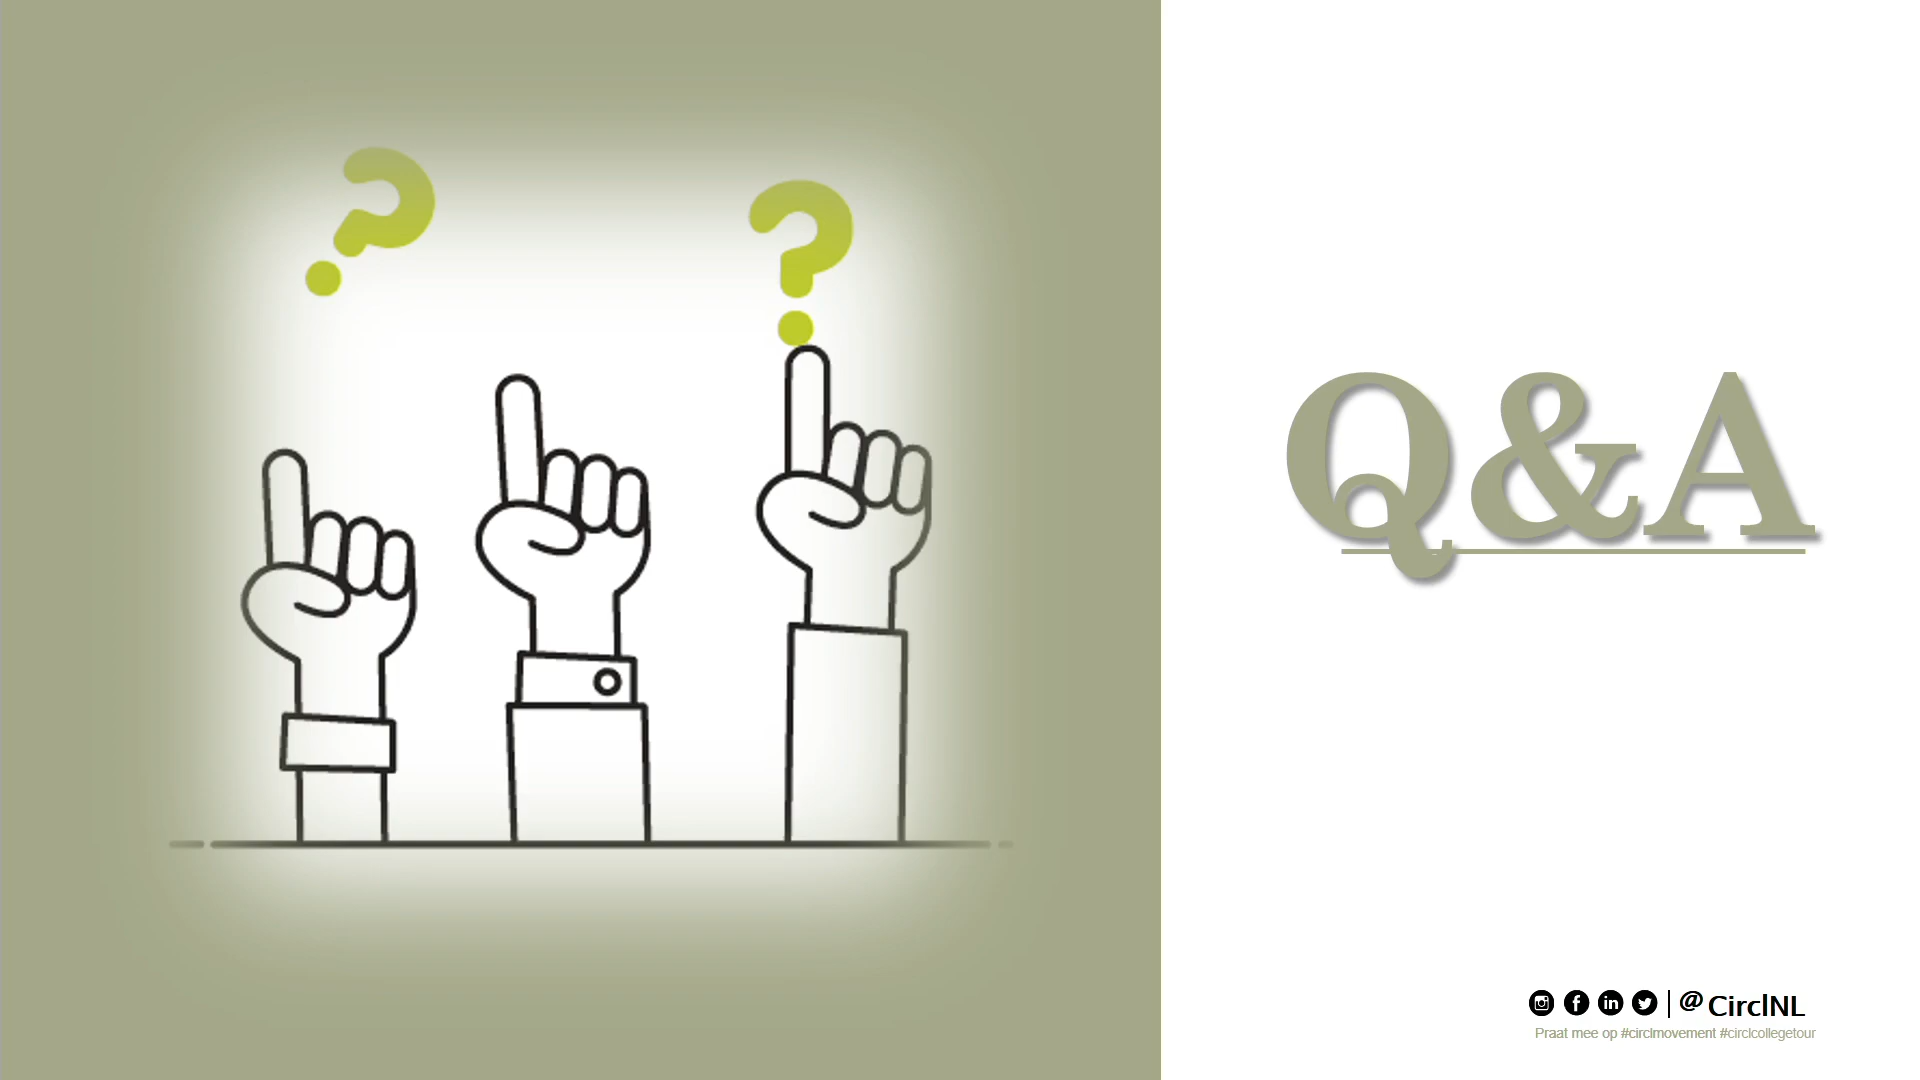 ?
?
Q&A
@CirclNL
Praat mee op #circlmovement #circlcollegetour